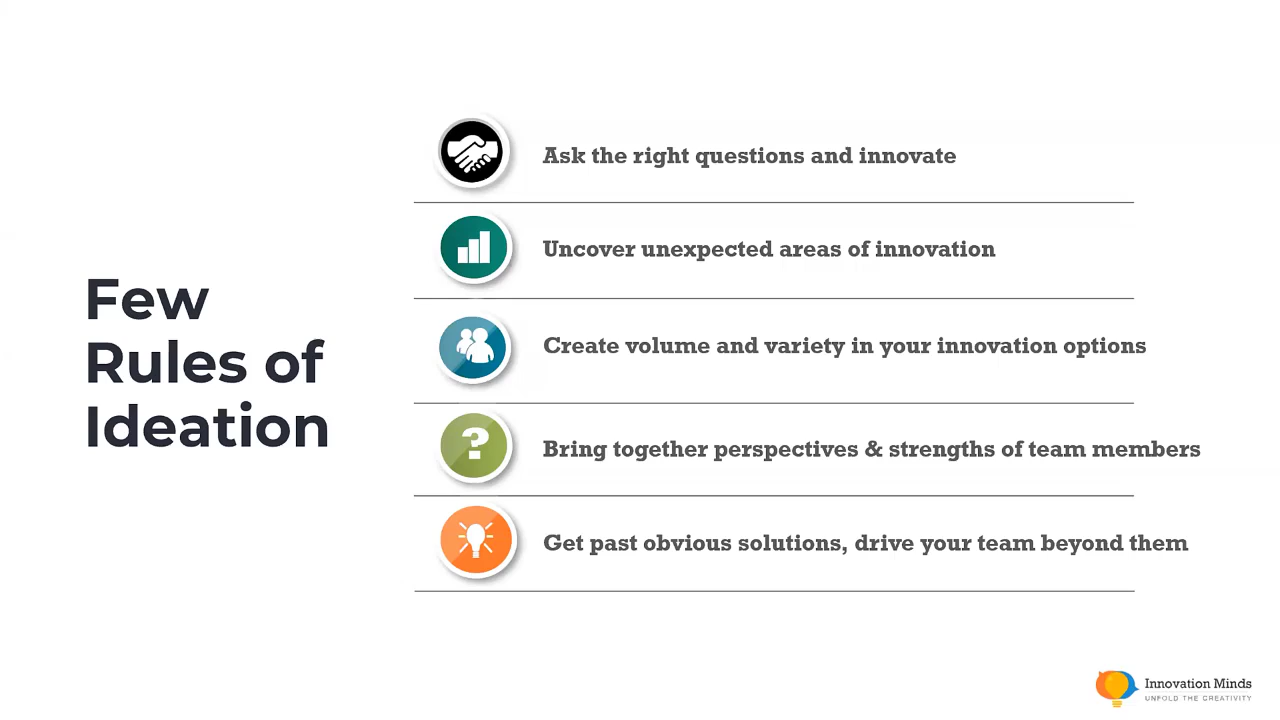 Few
Rules of
Ideation
Ask the right questions and innovate
Uncover unexpected areas of innovation
Create volume and variety in your innovation options
Bring together perspectives & strengths of team members
Get past obvious solutions, drive your team beyond them
Innovation Minds
UNFOLD THE CREATIVITY